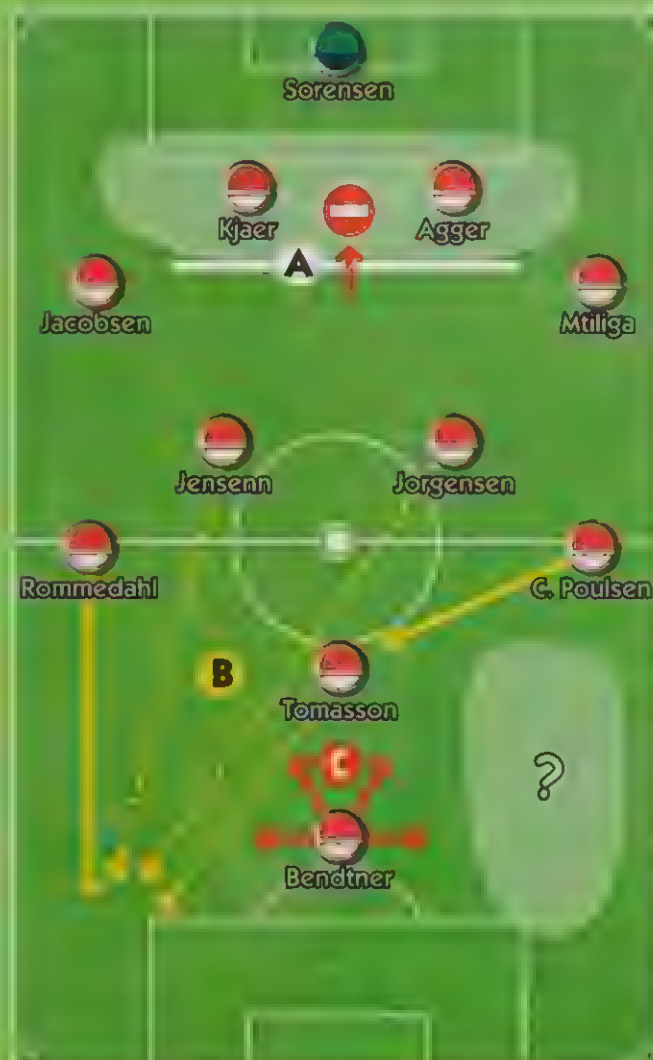 Sorensen
Kjaer
Agger
A
Jacobsen
Mtiliga
Jensenn
Jorgensen
Rommedahl
C. Poulsen
B
Tomasson
C
?
Bendtner